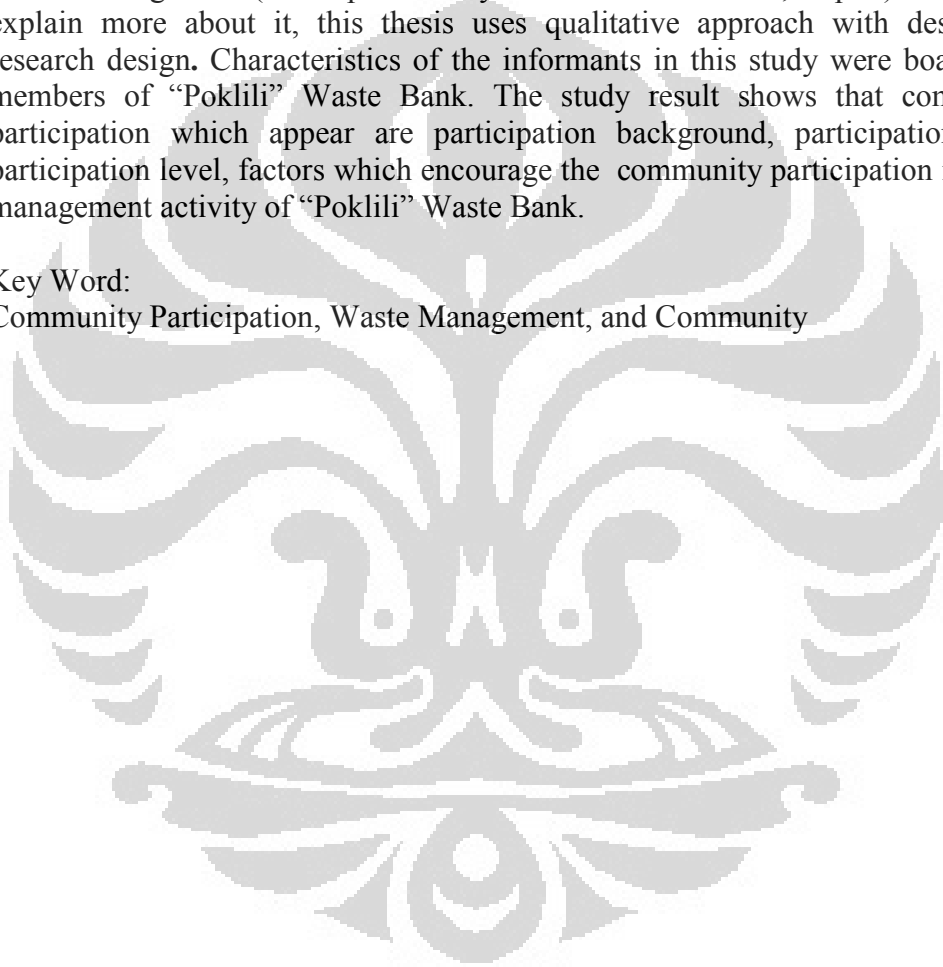 explain more about it, this thesis uses qualitative approach with des
esearch design. Characteristics of the informants in this study were boa
members of “Poklili” Waste Bank. The study result shows that con
participation which appear are participation background, participation
participation level, factors which encourage the community participation
management activity of “Poklili” Waste Bank.
Key Word:
Community Participation, Waste Management, and Community